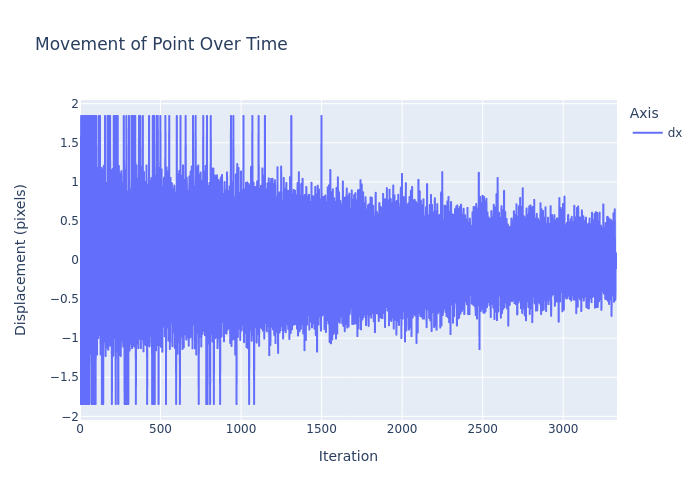 Movement of Point Over Time
Axis
dx
Displacement (pixels)
2
1.5
1
0.5
0
−0.5
−1
−1.5
−2
0 500 1000 1500 2000 2500 3000
Iteration